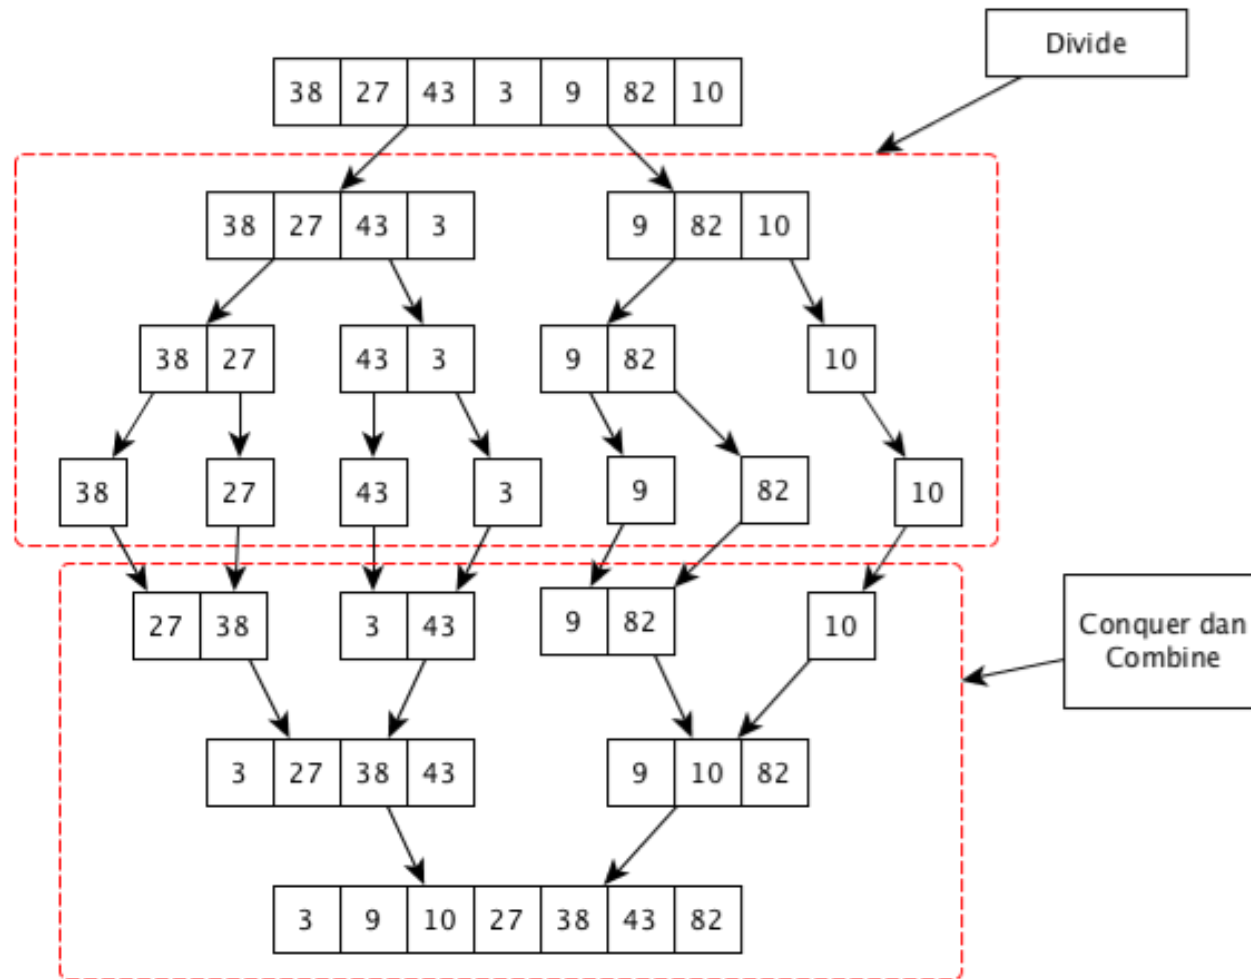 Divide
38 27 43 3 9 82 10
38 27 43 3 9 82 10
38 27 43 3 9 82 10
38 27 43 3 9 82 10
27 38 3 43 9 82 10
Conquer dan
Combine
3 27 38 43 9 10 82
3 9 10 27 38 43 82